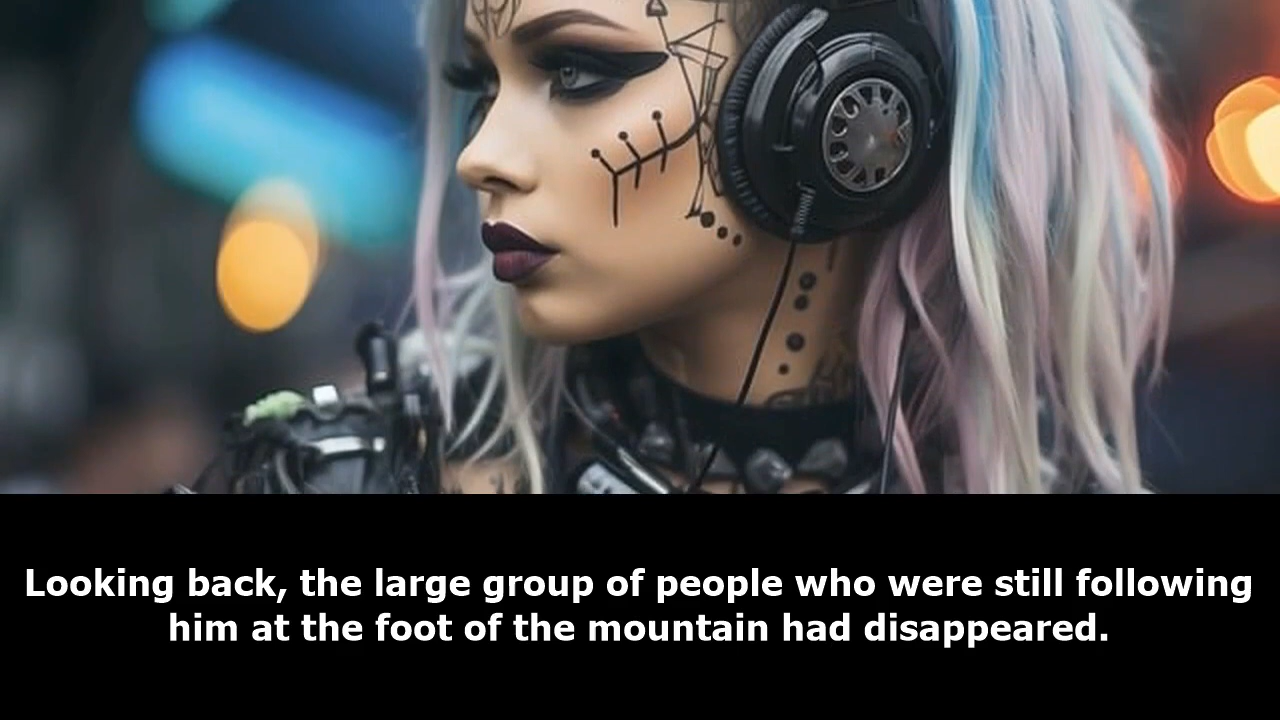 Looking back, the large group of people who were still following
him at the foot of the mountain had disappeared.